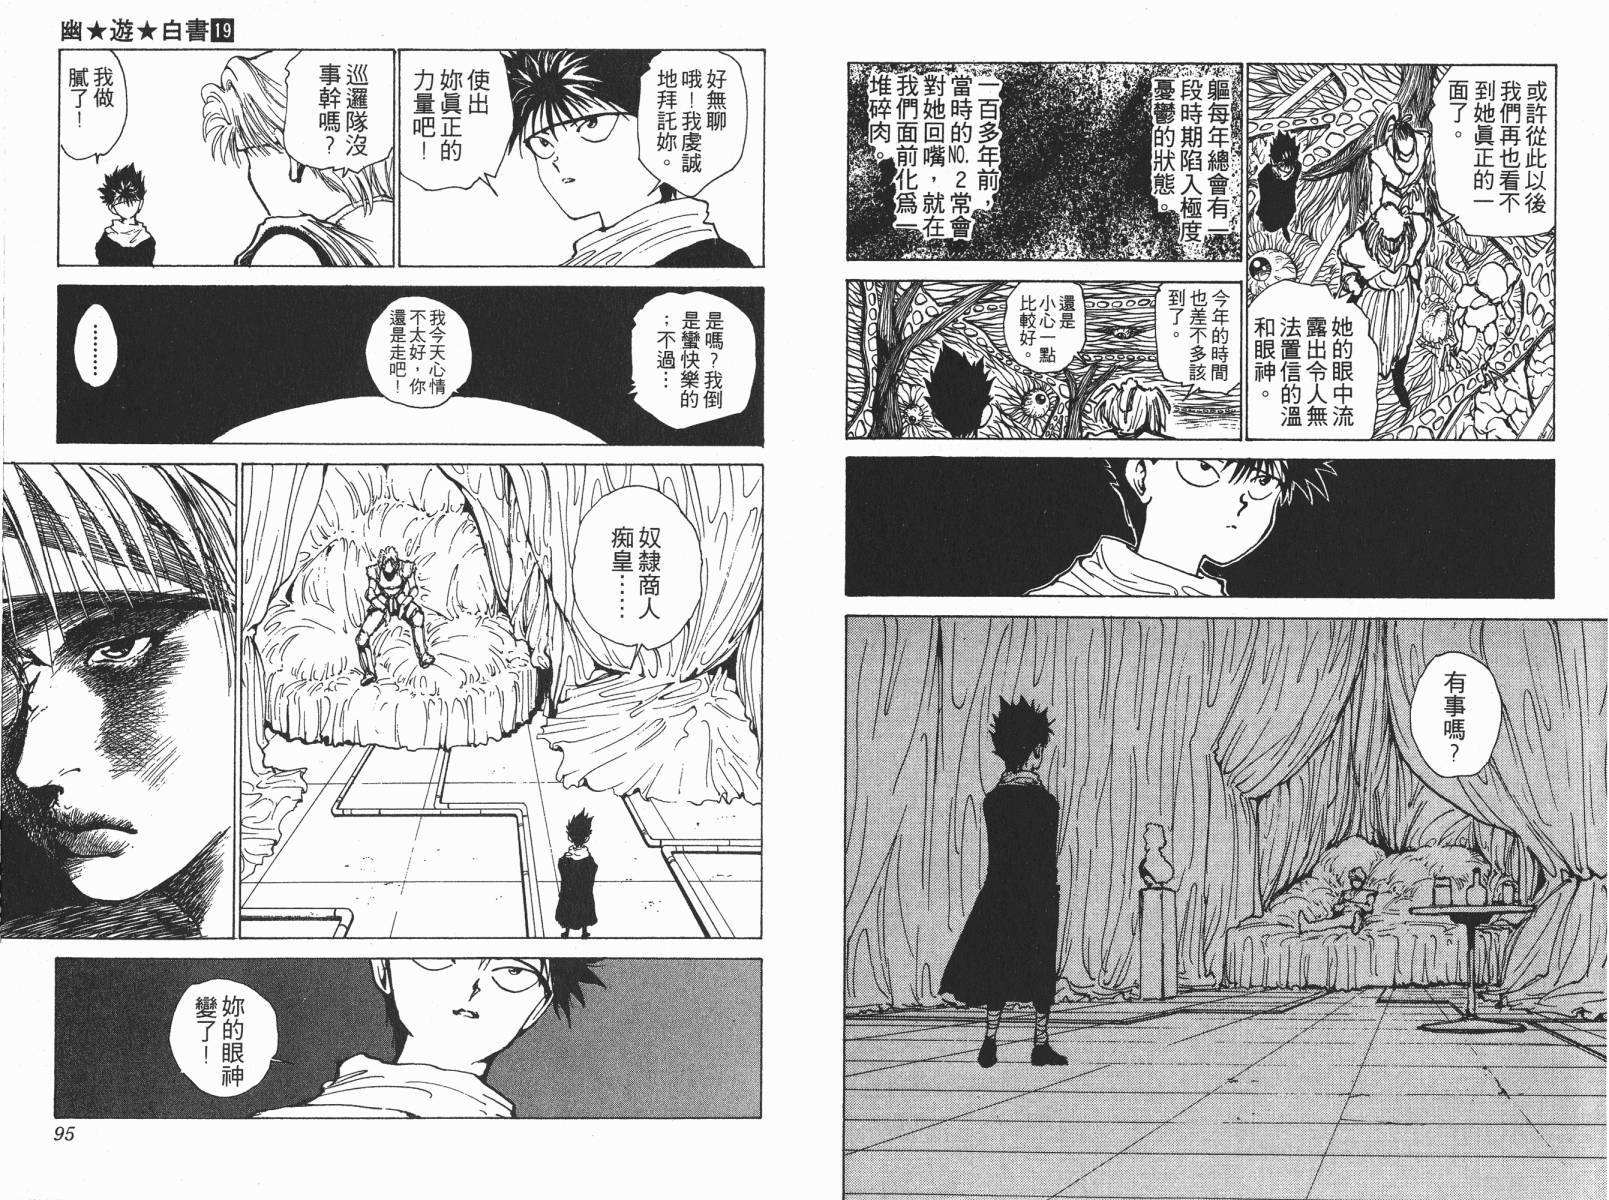 幽★遊★白書19
或許從此以後
我們再也看不
到她眞正的一
面了。
她的眼中流
露出令人無
法置信的溫
和眼神。
軀每年總會有一
段時期陷入極度
憂鬱的狀態。
一百多年前，
當時的NO.2常會
對她回嘴，就在
我們面前化爲一
堆碎肉。
今年的時間
也差不多該
到了。
還是
小心一點
比較好。
有事嗎？
好無聊
哦！我虔誠
地拜託妳。
使出
妳眞正的
力量吧！
巡邏隊沒
事幹嗎？
我做
膩了！
是嗎？我倒
是蠻快樂的
；不過…
我今天心情
不太好，你
還是走吧！
………
奴隸商人
痴皇……
妳的眼神
變了！
95